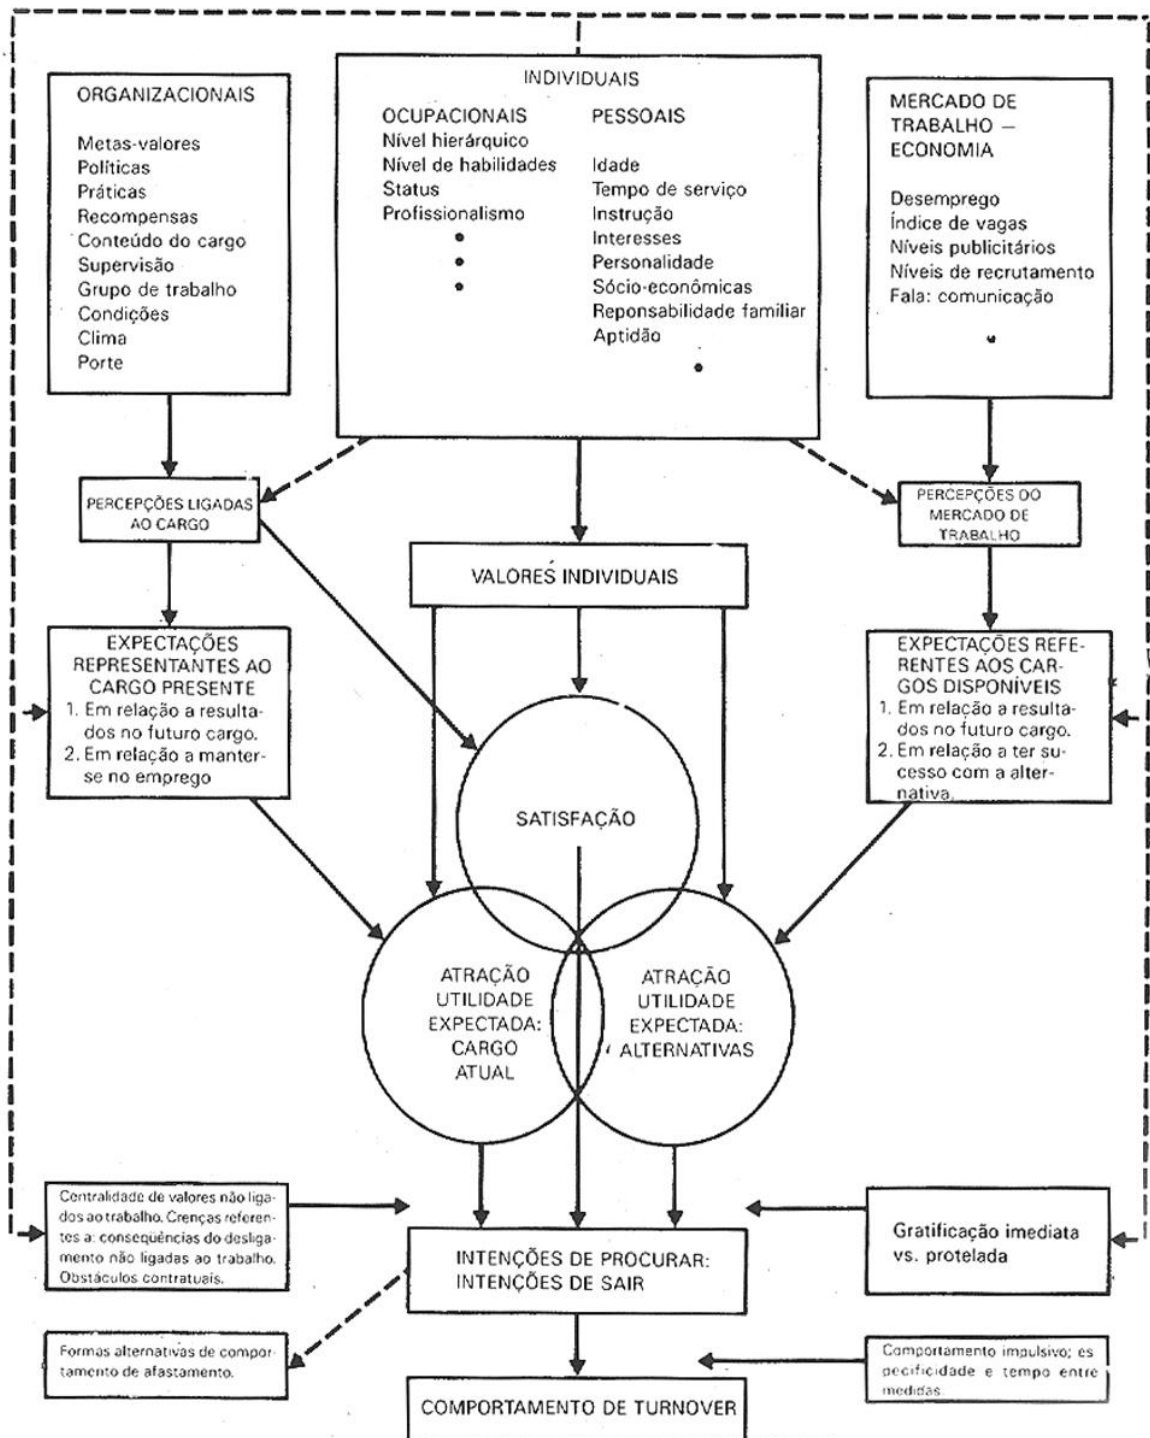 INDIVIDUAIS
ORGANIZACIONAIS
Metas-valores
Políticas
Práticas
Recompensas
Conteúdo do cargo
Supervisão
Grupo de trabalho
Condições
Clima
Porte
OCUPACIONAIS
Nível hierárquico
Nível de habilidades
Status
Profissionalismo
PESSOAIS
Idade
Tempo de serviço
Instrução
Interesses
Personalidade
Sócio-econômicas
Reponsabilidade familiar
Aptidão
MERCADO DE
TRABALHO —
ECONOMIA
Desemprego
Índice de vagas
Níveis publicitários
Níveis de recrutamento
Fala: comunicação
PERCEPÇÕES LIGADAS
AO CARGO
PERCEPÇÕES DO
MERCADO DE
TRABALHO
VALORES INDIVIDUAIS
EXPECTAÇÕES
REPRESENTANTES AO
CARGO PRESENTE
1. Em relação a resulta-
dos no futuro cargo.
2. Em relação a manter-
se no emprego
EXPECTAÇÕES REFE-
RENTES AOS CAR-
GOS DISPONÍVEIS
1. Em relação a resulta-
dos no futuro cargo.
2. Em relação a ter su-
cesso com a alter-
nativa.
SATISFAÇÃO
ATRAÇÃO
UTILIDADE
EXPECTADA:
CARGO
ATUAL
ATRAÇÃO
UTILIDADE
EXPECTADA:
ALTERNATIVAS
Centralidade de valores não liga-
dos ao trabalho. Crenças referen-
tes a: conseqüências do desliga-
mento não ligadas ao trabalho.
Obstáculos contratuais.
INTENÇÕES DE PROCURAR:
INTENÇÕES DE SAIR
Gratificação imediata
vs. protelada
Formas alternativas de compor-
tamento de afastamento.
Comportamento impulsivo; es
pecificidade e tempo entre
medidas
COMPORTAMENTO DE TURNOVER